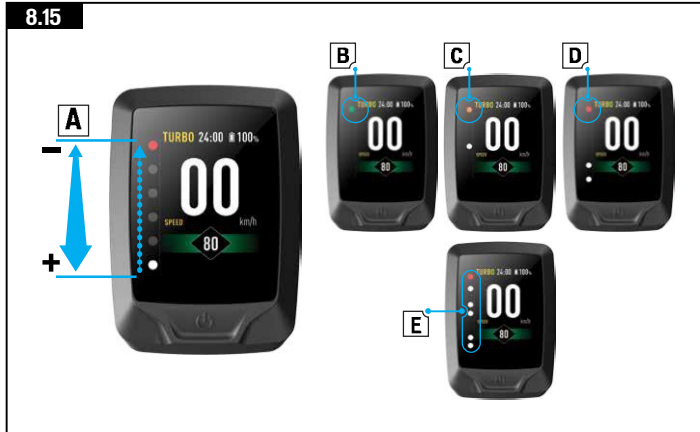 8.15
A
−
+
TURBO 24:00 100%
00
SPEED km/h
80
B
TURBO 24:00 100%
00
SPEED km/h
80
C
TURBO 24:00 100%
00
SPEED km/h
80
D
TURBO 24:00 100%
00
SPEED km/h
80
E
TURBO 24:00 100%
00
km/h
80